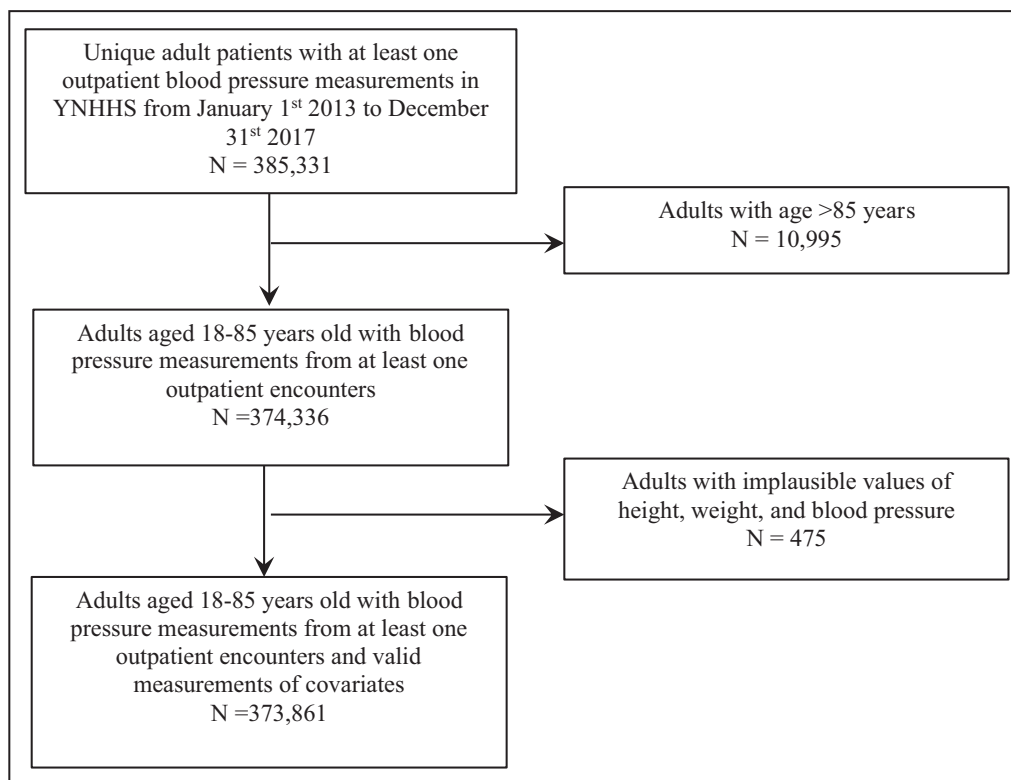 Unique adult patients with at least one
outpatient blood pressure measurements in
YNHHS from January 1st 2013 to December
31st 2017
N = 385,331
Adults with age >85 years
N = 10,995
Adults aged 18-85 years old with blood
pressure measurements from at least one
outpatient encounters
N =374,336
Adults with implausible values of
height, weight, and blood pressure
N = 475
Adults aged 18-85 years old with blood
pressure measurements from at least one
outpatient encounters and valid
measurements of covariates
N =373,861